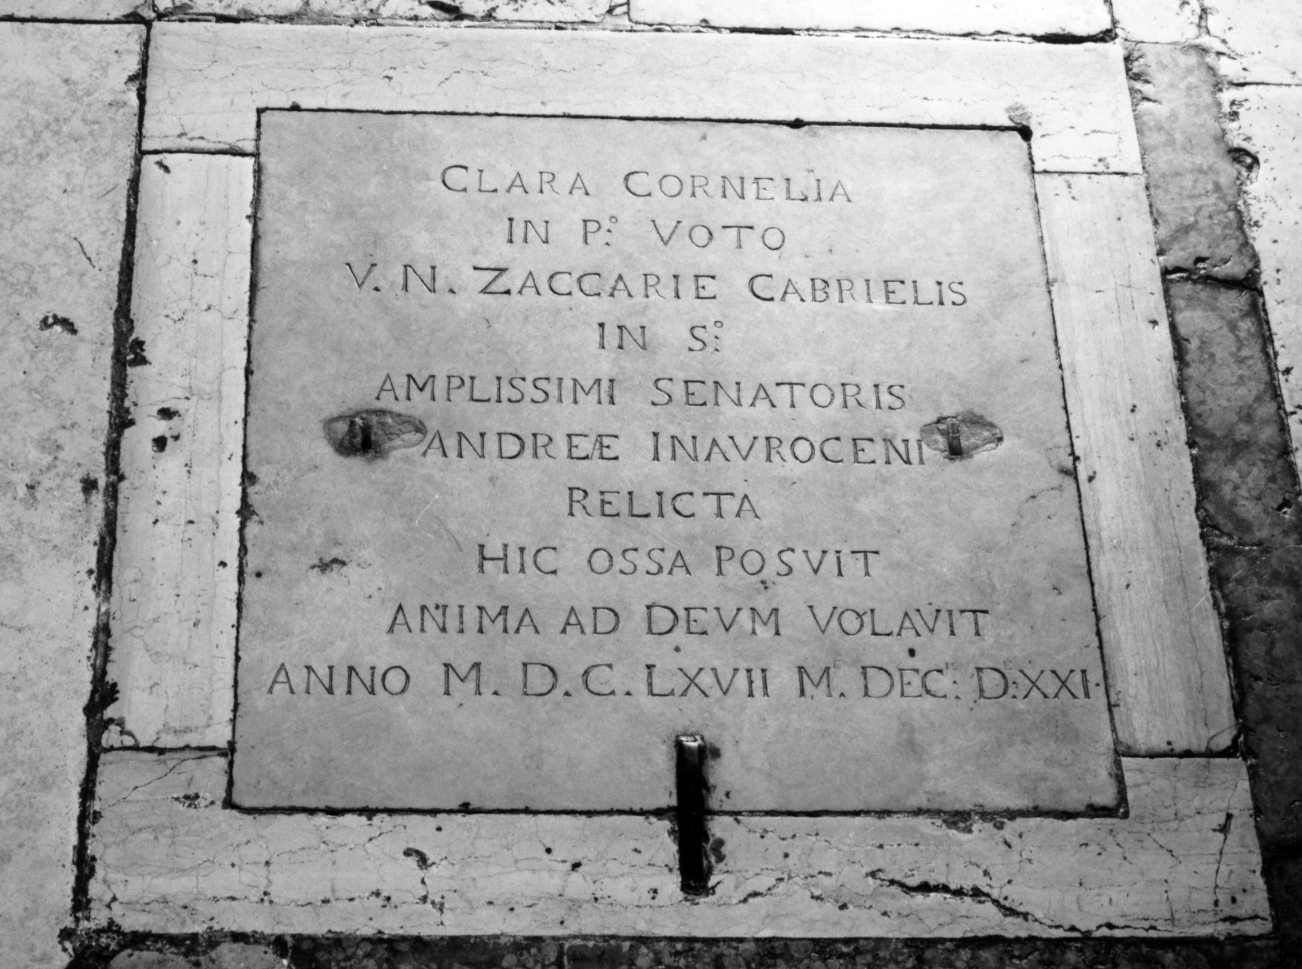 CLARA CORNELIA
IN P:º VOTO
V. N. ZACCARIE CABRIELIS
IN S:º
AMPLISSIMI SENATORIS
ANDREÆ INAVROCENI
RELICTA
HIC OSSA POSVIT
ANIMA AD DEVM VOLAVIT
ANNO M. D. C. LXVII M. DEC: D:XXI.